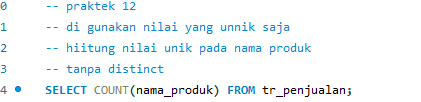 0 -- praktek 12
1 -- di gunakan nilai yang unnik saja
2 -- hiitung nilai unik pada nama produk
3 -- tanpa distinct
4 SELECT COUNT(nama_produk) FROM tr_penjualan;